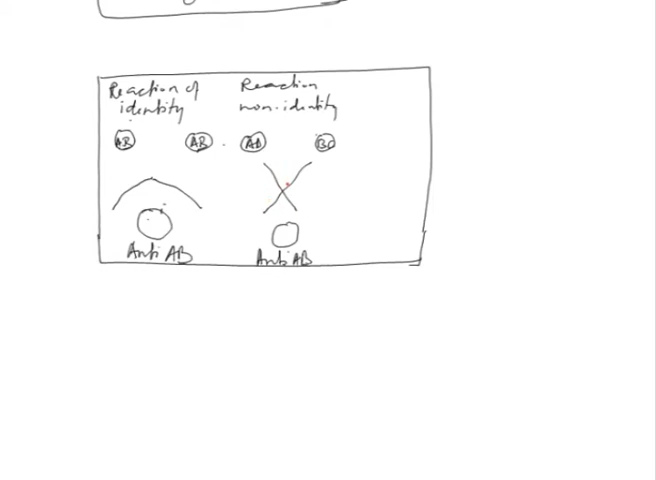 Reaction of
identity
Reaction
non-identity
AB
AB
AB
BC
Anti AB
Anti AB